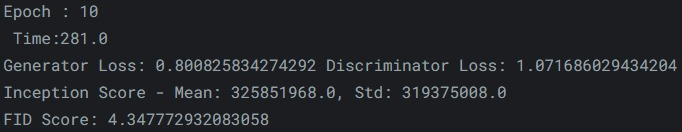 Epoch : 10
Time:281.0
Generator Loss: 0.800825834274292 Discriminator Loss: 1.071686029434204
Inception Score - Mean: 325851968.0, Std: 319375008.0
FID Score: 4.347772932083058